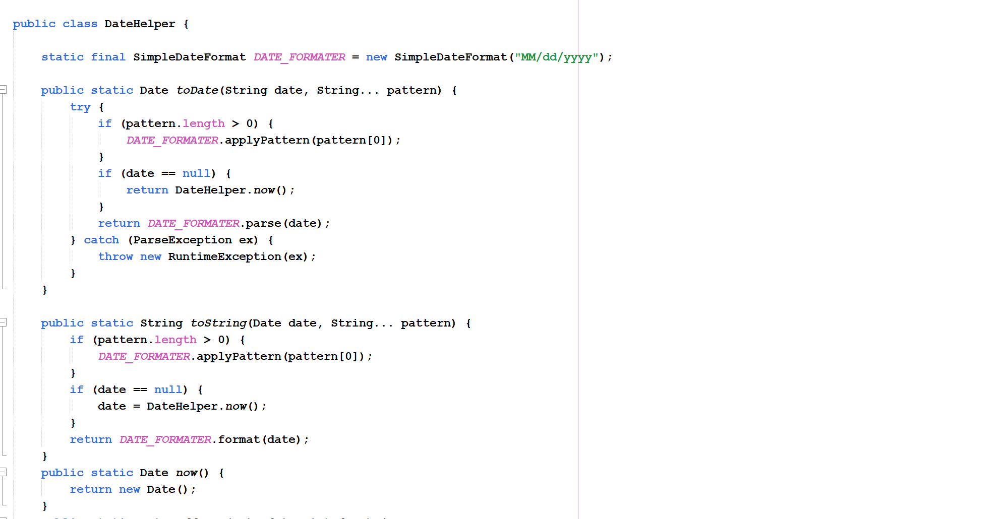 public class DateHelper {
static final SimpleDateFormat DATE_FORMATER = new SimpleDateFormat("MM/dd/yyyy");
public static Date toDate(String date, String... pattern) {
try {
if (pattern.length > 0) {
DATE_FORMATER.applyPattern(pattern[0]);
}
if (date == null) {
return DateHelper.now();
}
return DATE_FORMATER.parse(date);
} catch (ParseException ex) {
throw new RuntimeException(ex);
}
}
public static String toString(Date date, String... pattern) {
if (pattern.length > 0) {
DATE_FORMATER.applyPattern(pattern[0]);
}
if (date == null) {
date = DateHelper.now();
}
return DATE_FORMATER.format(date);
}
public static Date now() {
return new Date();
}